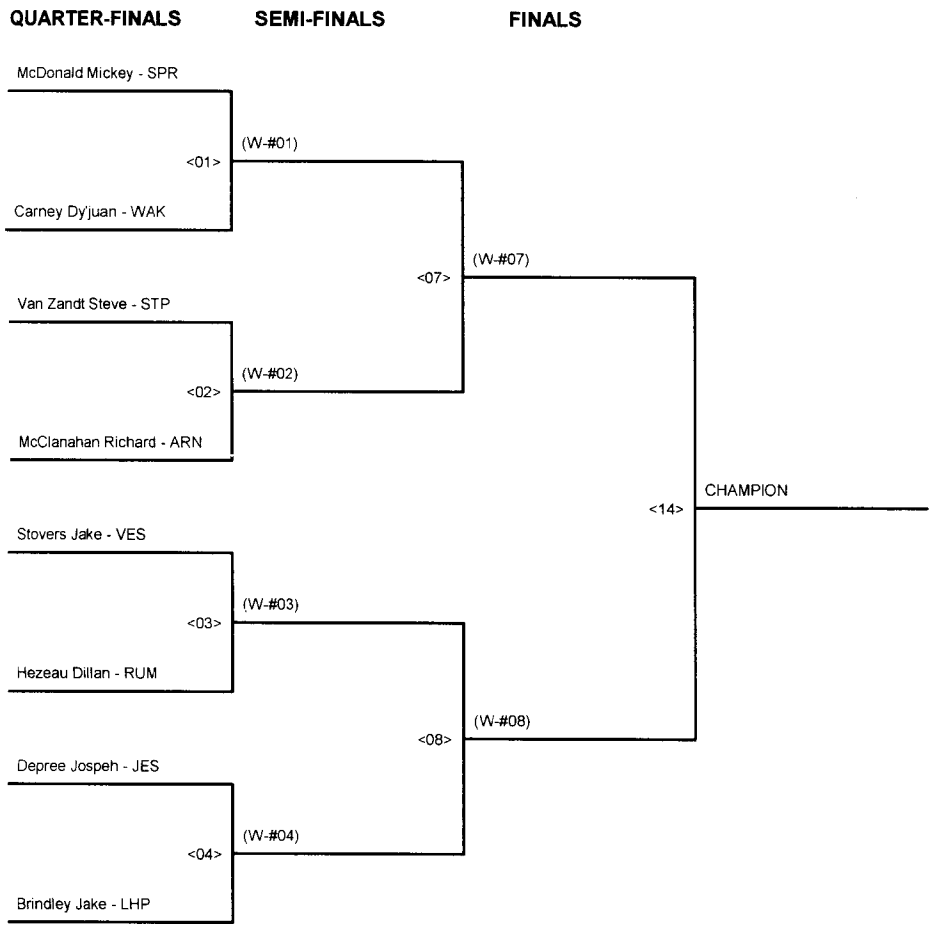 QUARTER-FINALS SEMI-FINALS FINALS
McDonald Mickey - SPR
(W-#01)
<01>
Carney Dy'juan - WAK
(W-#07)
<07>
Van Zandt Steve - STP
(W-#02)
<02>
McClanahan Richard - ARN
CHAMPION
<14>
Stovers Jake - VES
(W-#03)
<03>
Hezeau Dillan - RUM
(W-#08)
<08>
Depree Jospeh - JES
(W-#04)
<04>
Brindley Jake - LHP